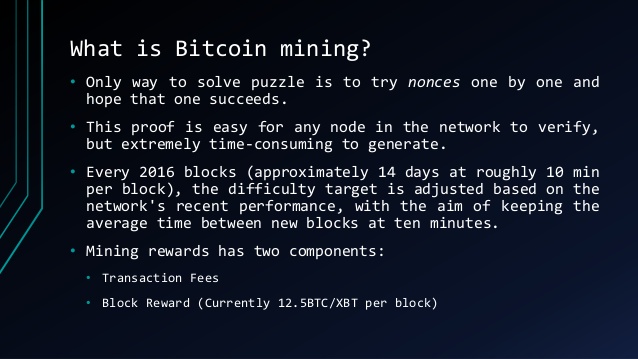 What is Bitcoin mining?
• Only way to solve puzzle is to try nonces one by one and
hope that one succeeds.
• This proof is easy for any node in the network to verify,
but extremely time-consuming to generate.
• Every 2016 blocks (approximately 14 days at roughly 10 min
per block), the difficulty target is adjusted based on the
network's recent performance, with the aim of keeping the
average time between new blocks at ten minutes.
• Mining rewards has two components:
• Transaction Fees
• Block Reward (Currently 12.5BTC/XBT per block)